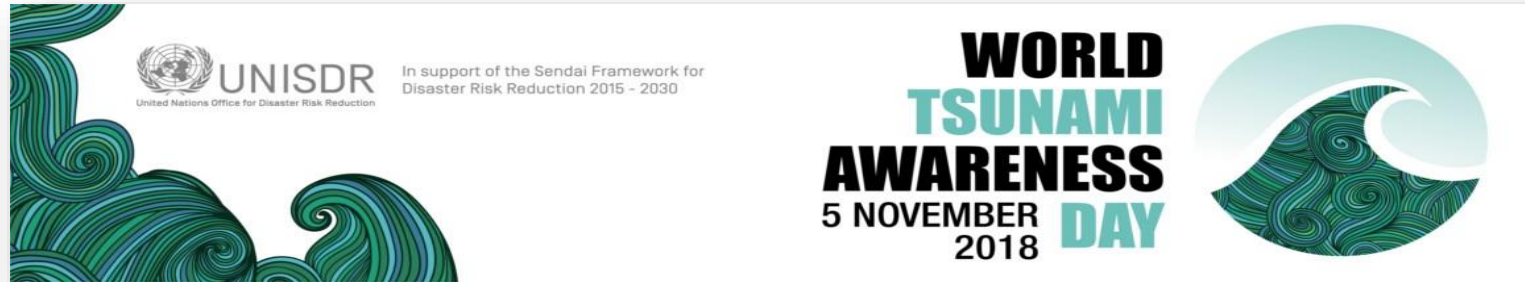 UNISDR
United Nations Office for Disaster Risk Reduction
In support of the Sendai Framework for
Disaster Risk Reduction 2015 - 2030
WORLD
TSUNAMI
AWARENESS
5 NOVEMBER
2018
DAY